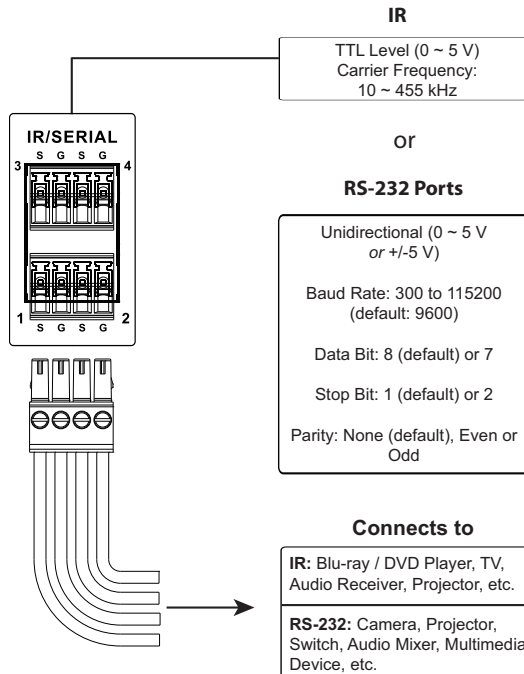 IR
TTL Level (0 ~ 5 V)
Carrier Frequency:
10 ~ 455 kHz
or
RS-232 Ports
Unidirectional (0 ~ 5 V
or +/-5 V)
Baud Rate: 300 to 115200
(default: 9600)
Data Bit: 8 (default) or 7
Stop Bit: 1 (default) or 2
Parity: None (default), Even or
Odd
IR/SERIAL
S G S G
3 4
1 2
S G S G
Connects to
IR: Blu-ray / DVD Player, TV,
Audio Receiver, Projector, etc.
RS-232: Camera, Projector,
Switch, Audio Mixer, Multimedia
Device, etc.